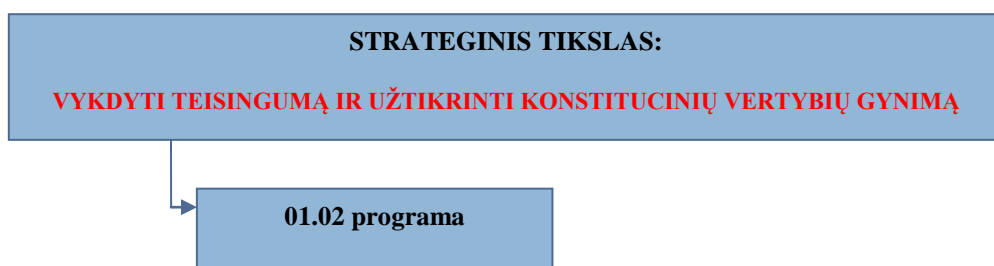 STRATEGINIS TIKSLAS:
VYKDYTI TEISINGUMĄ IR UŽTIKRINTI KONSTITUCINIŲ VERTYBIŲ GYNIMĄ
01.02 programa